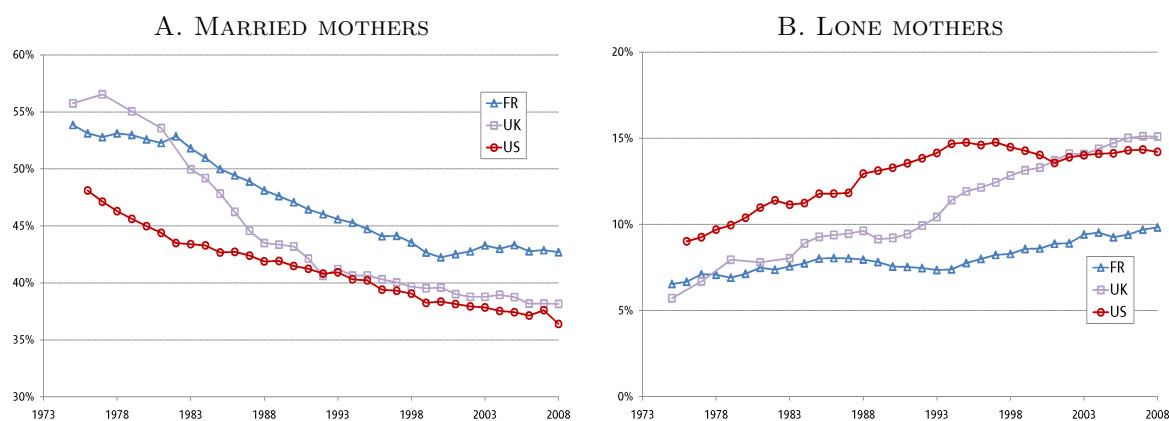 A. MARRIED MOTHERS
60%
55%
50%
45%
40%
35%
30%
1973 1978 1983 1988 1993 1998 2003 2008
FR
UK
US
B. LONE MOTHERS
20%
15%
10%
5%
0%
1973 1978 1983 1988 1993 1998 2003 2008
FR
UK
US